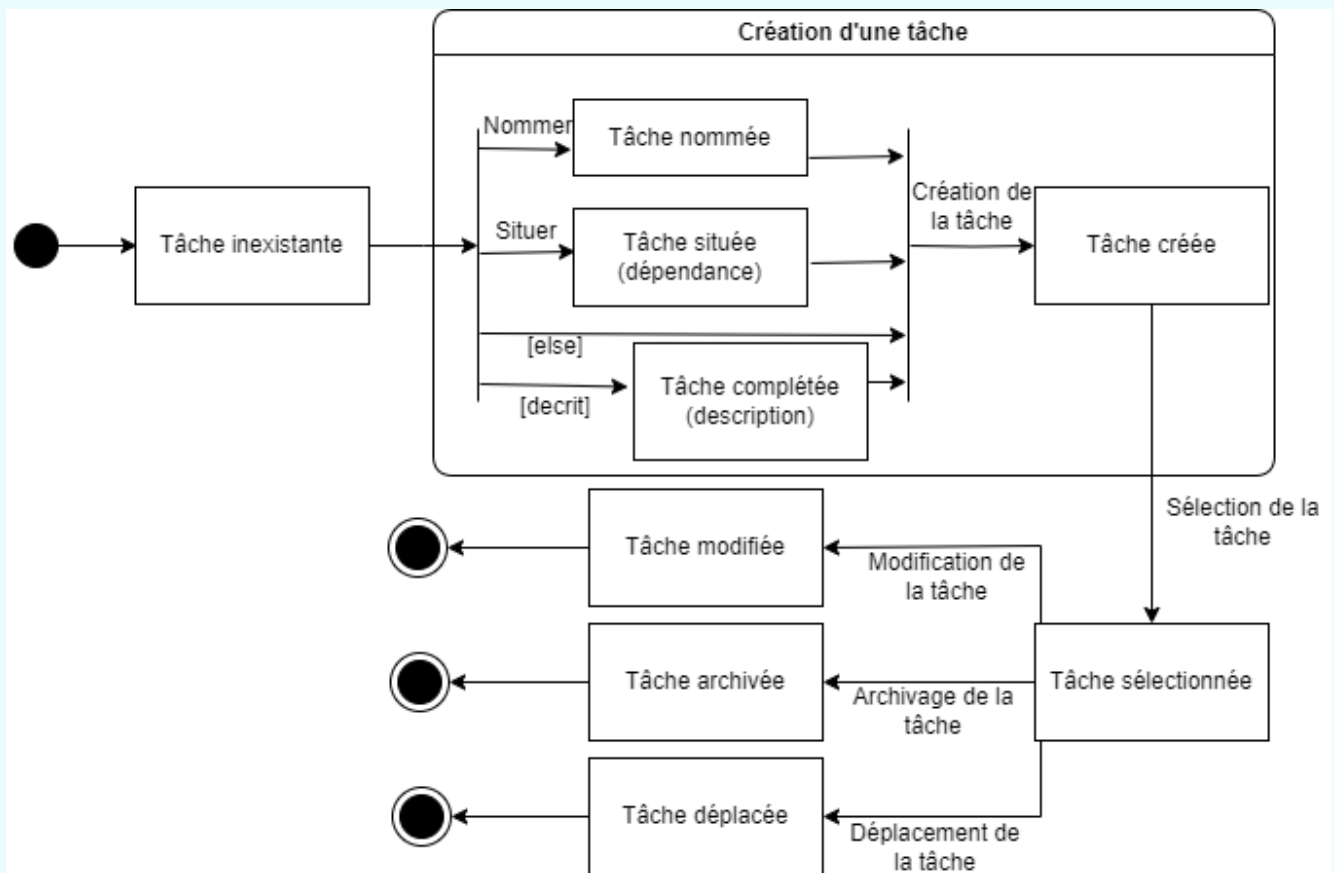 Création d'une tâche
Nommer
Tâche nommée
Situer
Tâche située
(dépendance)
[else]
[decrit]
Tâche complétée
(description)
Création de
la tâche
Tâche inexistante
Tâche créée
Sélection de la
tâche
Tâche modifiée
Modification de
la tâche
Tâche archivée
Archivage de la
tâche
Tâche sélectionnée
Tâche déplacée
Déplacement de
la tâche